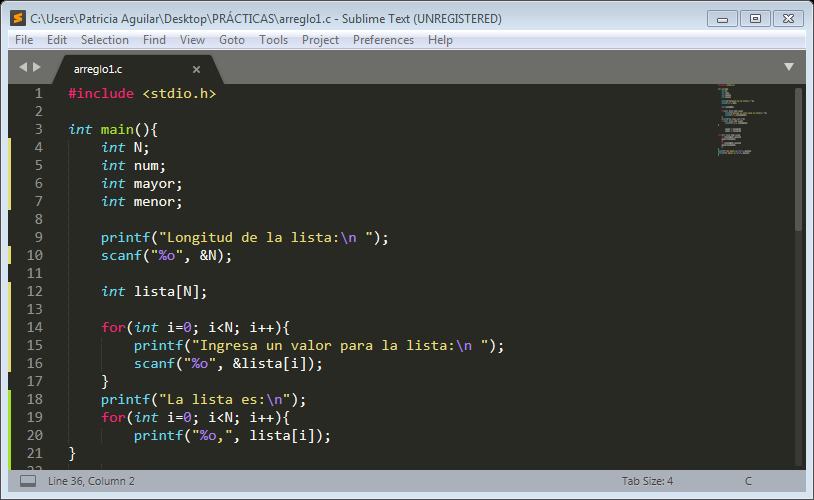 C:\Users\Patricia Aguilar\Desktop\PRÁCTICAS\arreglo1.c - Sublime Text (UNREGISTERED)
File Edit Selection Find View Goto Tools Project Preferences Help
arreglo1.c ×
1 #include <stdio.h>
2
3 int main(){
4 int N;
5 int num;
6 int mayor;
7 int menor;
8
9 printf("Longitud de la lista:\n ");
10 scanf("%o", &N);
11
12 int lista[N];
13
14 for(int i=0; i<N; i++){
15 printf("Ingresa un valor para la lista:\n ");
16 scanf("%o", &lista[i]);
17 }
18 printf("La lista es:\n");
19 for(int i=0; i<N; i++){
20 printf("%o,", lista[i]);
21 }
Line 36, Column 2 Tab Size: 4 C